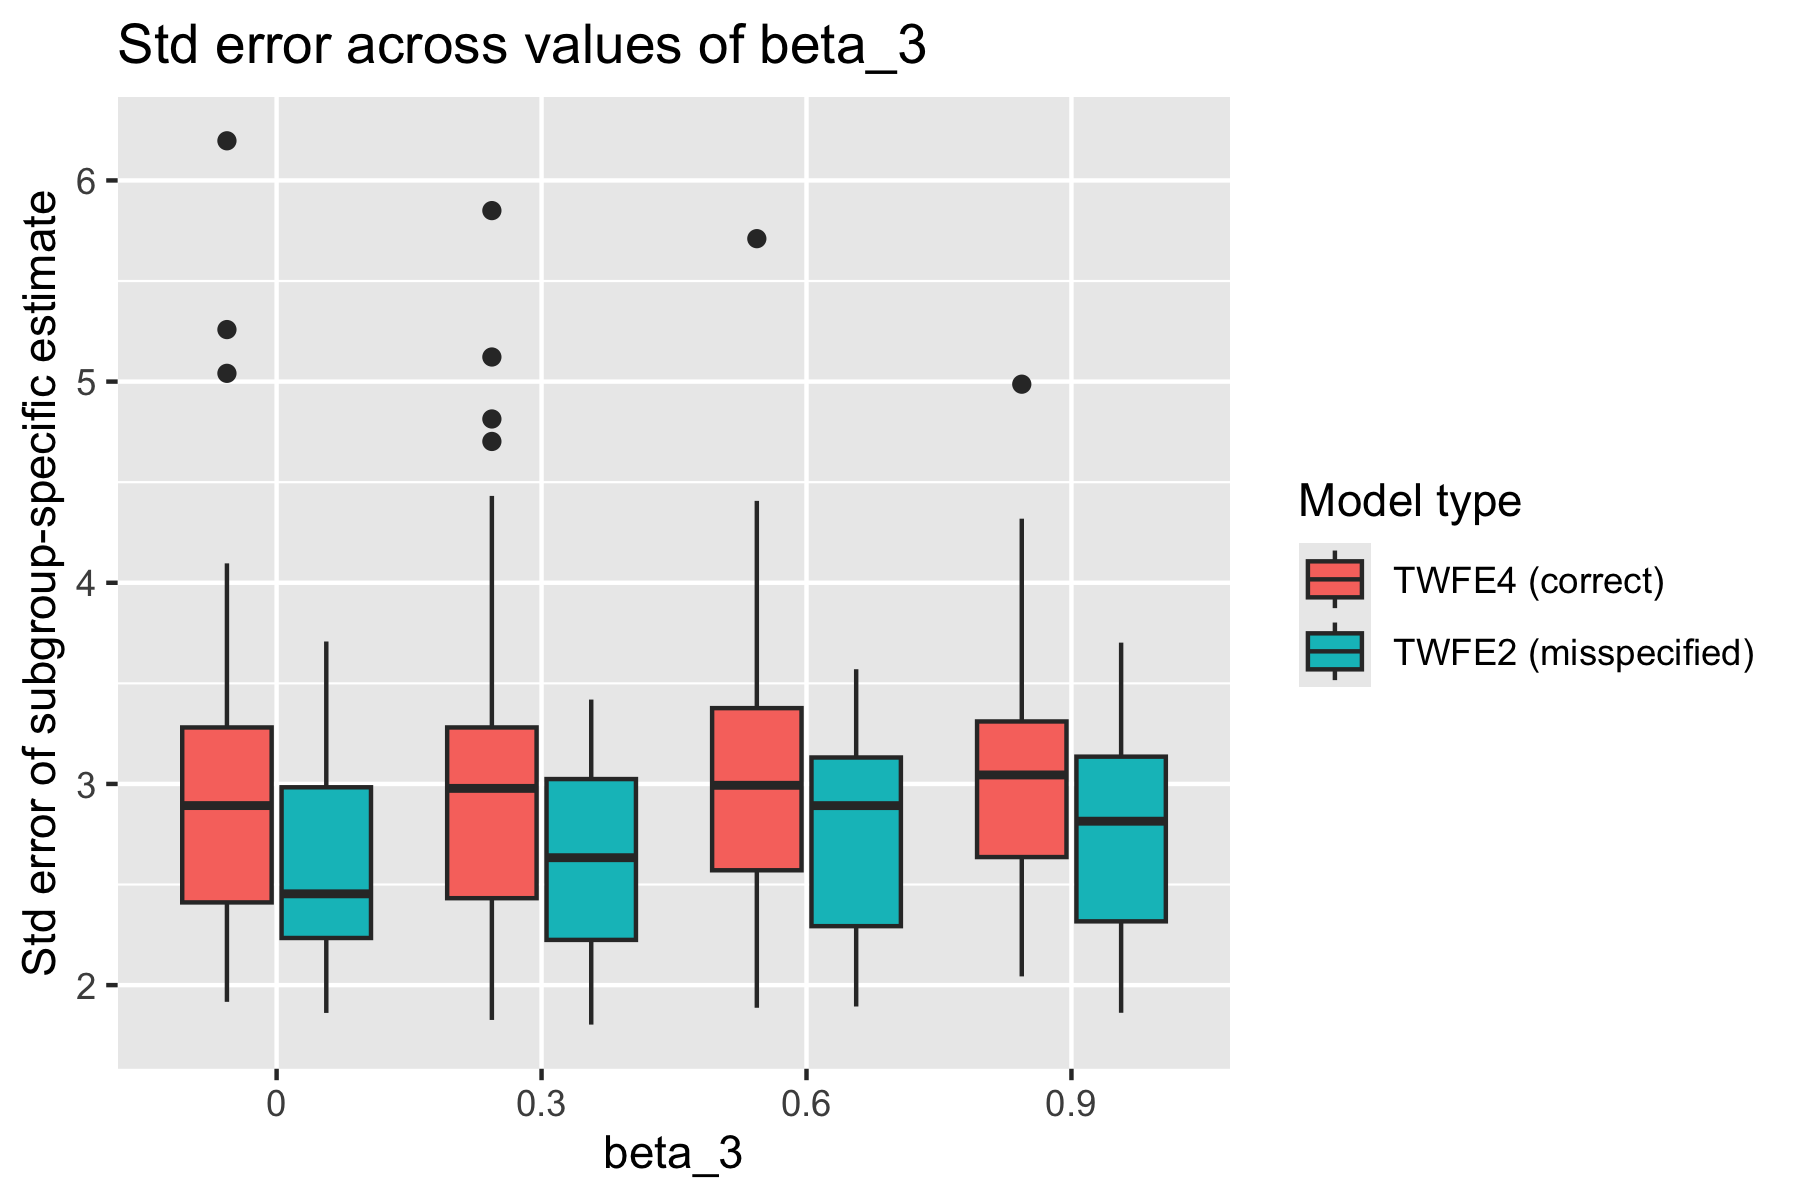 Std error across values of beta_3
Std error of subgroup-specific estimate
6
5
4
3
2
0
0.3
0.6
0.9
beta_3
Model type
TWFE4 (correct)
TWFE2 (misspecified)